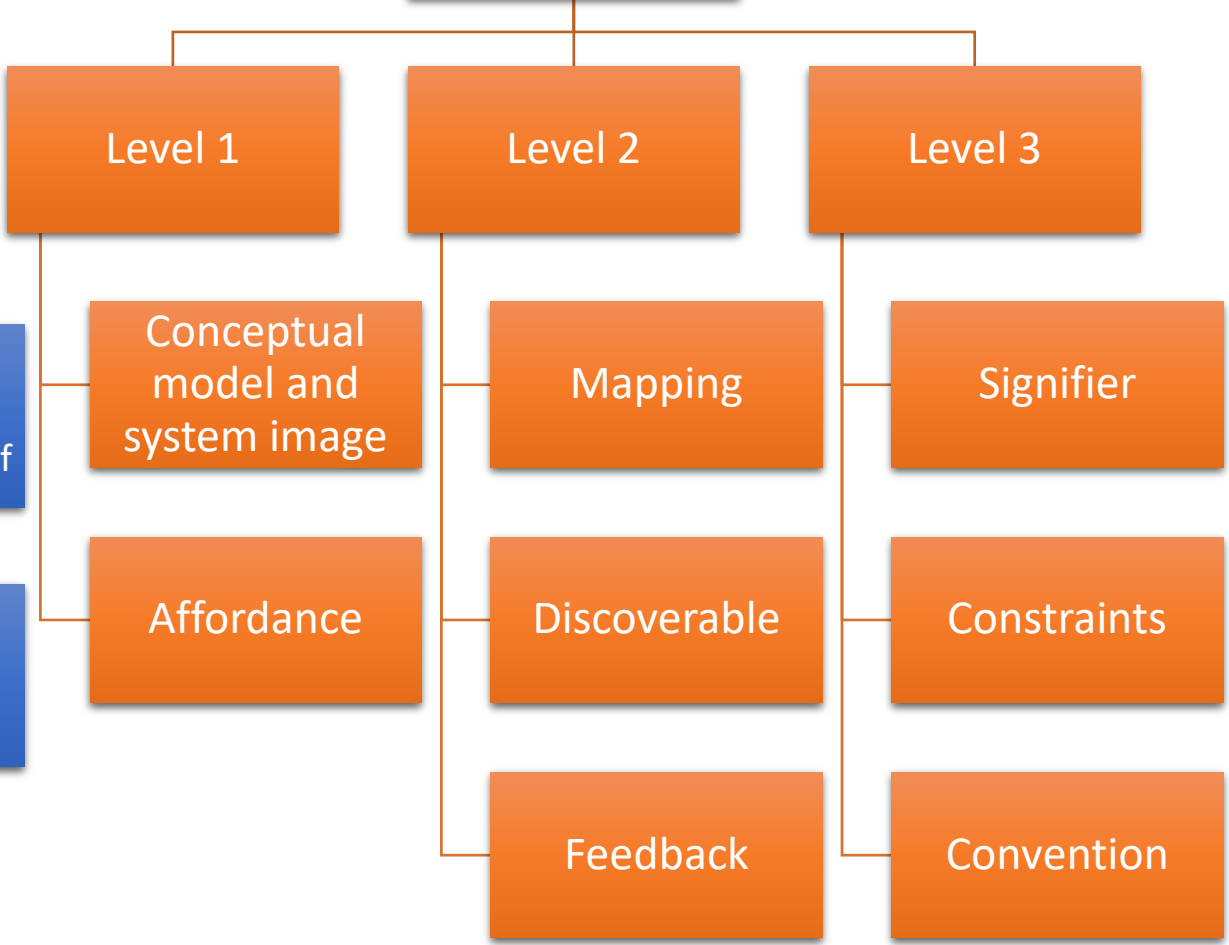 Level 1
Level 2
Level 3
Conceptual
model and
system image
Mapping
Signifier
f
Affordance
Discoverable
Constraints
Feedback
Convention